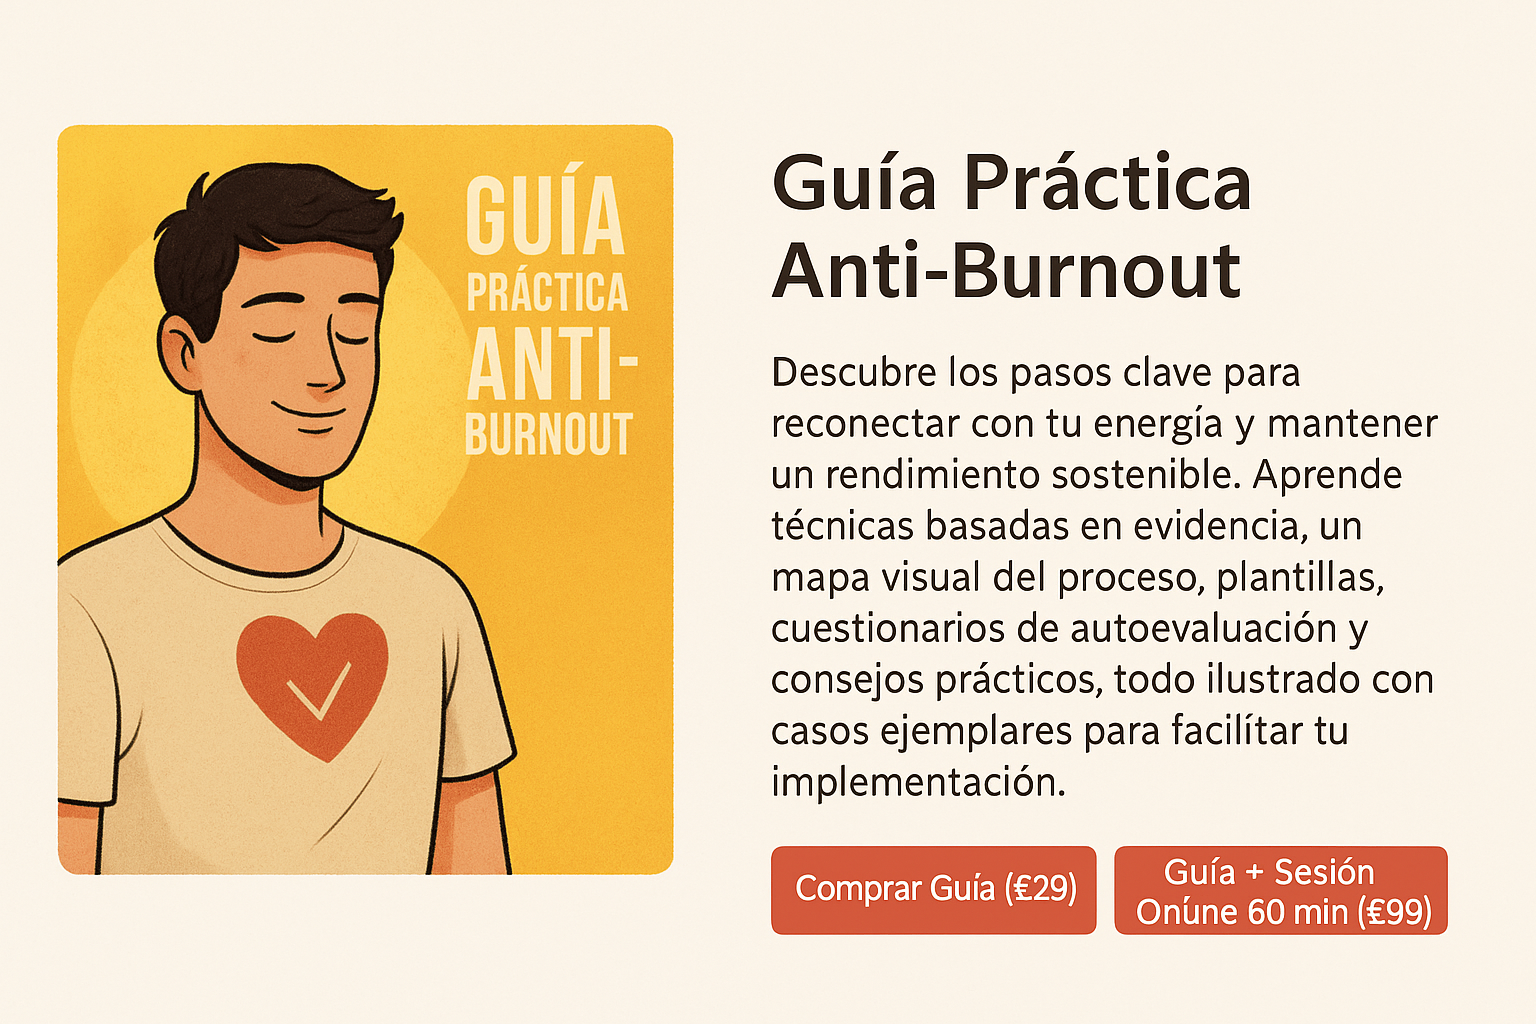 GUÍA
PRÁCTICA
ANTI-
BURNOUT
Guía Práctica
Anti-Burnout
Descubre los pasos clave para
reconectar con tu energía y mantener
un rendimiento sostenible. Aprende
técnicas basadas en evidencia, un
mapa visual del proceso, plantillas,
cuestionarios de autoevaluación y
consejos prácticos, todo ilustrado con
casos ejemplares para facilítar tu
implementación.
Comprar Guía (€29)
Guía + Sesión
Onúne 60 min (€99)